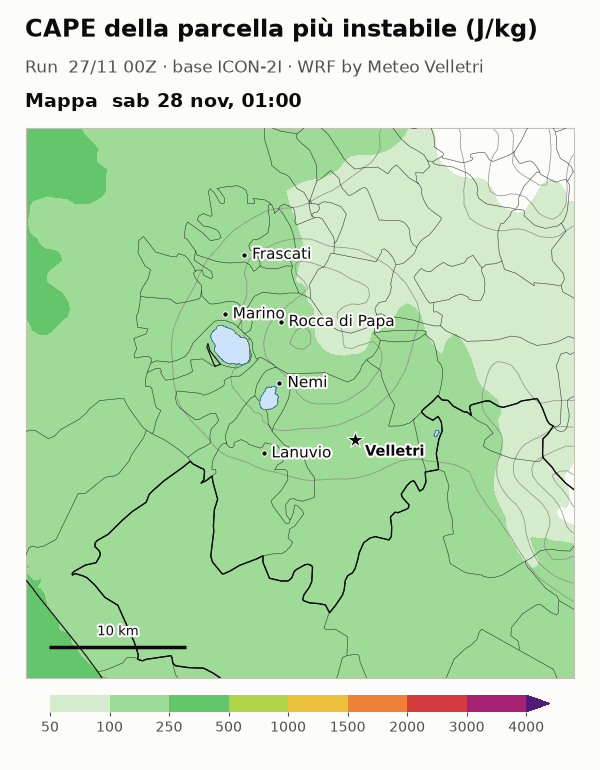 CAPE della parcella più instabile (J/kg)
Run  27/11 00Z · base ICON-2I · WRF by Meteo Velletri
Mappa  sab 28 nov, 01:00
Frascati
Marino
Rocca di Papa
Nemi
Velletri
Lanuvio
10 km
50 100 250 500 1000 1500 2000 3000 4000